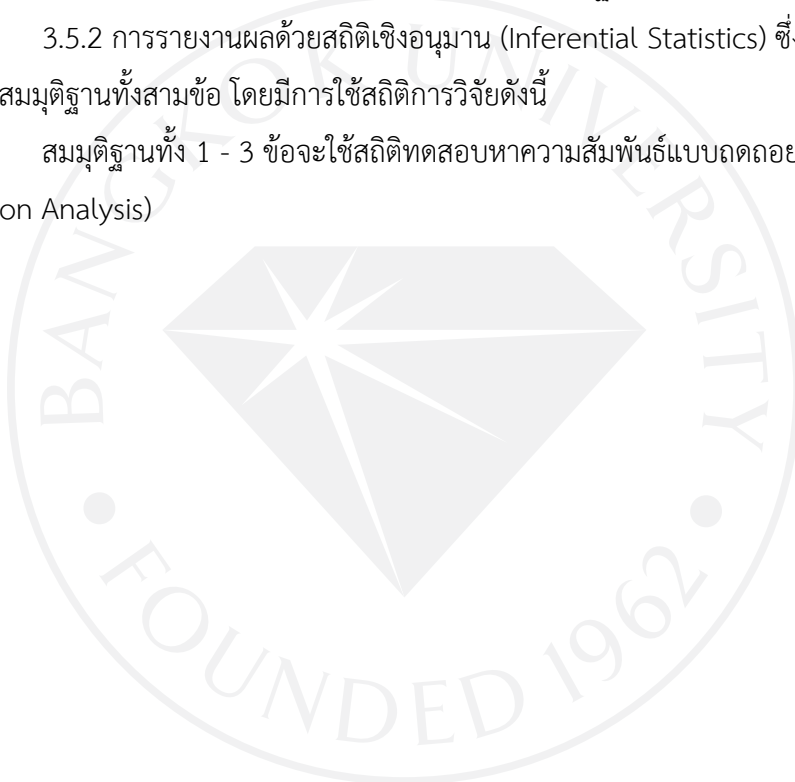 3.5.2 การรายงานผลด้วยสถิติเชิงอนุมาน (Inferential Statistics) ซึ่ง
สมมุติฐานทั้งสามข้อ โดยมีการใช้สถิติการวิจัยดังนี้
สมมุติฐานทั้ง 1 - 3 ข้อจะใช้สถิติทดสอบหาความสัมพันธ์แบบถดถอย
on Analysis)
BANGKOK UNIVERSITY
FOUNDED 1962